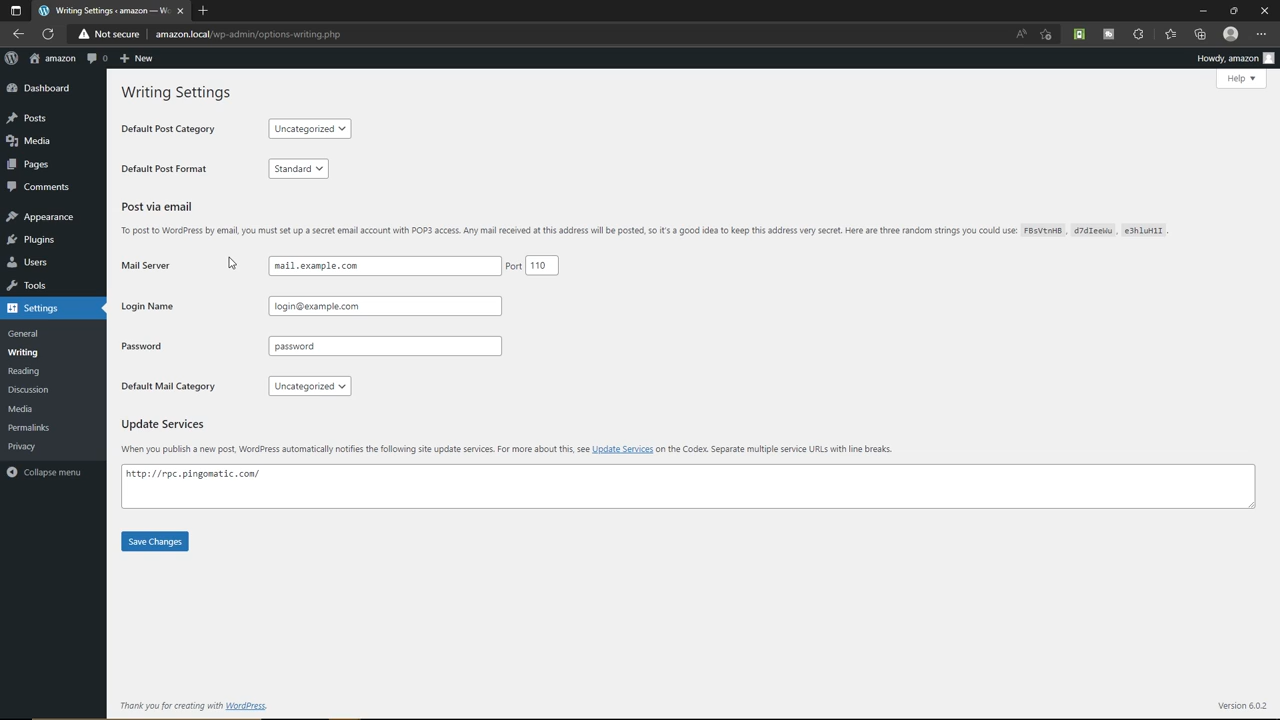 Writing Settings ‹ amazon — W
Not secure
amazon.local/wp-admin/options-writing.php
amazon
0
New
Howdy, amazon
Help
Dashboard
Posts
Media
Pages
Comments
Appearance
Plugins
Users
Tools
Settings
General
Writing
Reading
Discussion
Media
Permalinks
Privacy
Collapse menu
Writing Settings
Default Post Category
Uncategorized
Default Post Format
Standard
Post via email
To post to WordPress by email, you must set up a secret email account with POP3 access. Any mail received at this address will be posted, so it's a good idea to keep this address very secret. Here are three random strings you could use: FBsVtnHB, d7dIeeWu, e3hluH1I.
Mail Server
mail.example.com
Port
110
Login Name
login@example.com
Password
password
Default Mail Category
Uncategorized
Update Services
When you publish a new post, WordPress automatically notifies the following site update services. For more about this, see Update Services on the Codex. Separate multiple service URLs with line breaks.
http://rpc.pingomatic.com/
Save Changes
Thank you for creating with WordPress.
Version 6.0.2